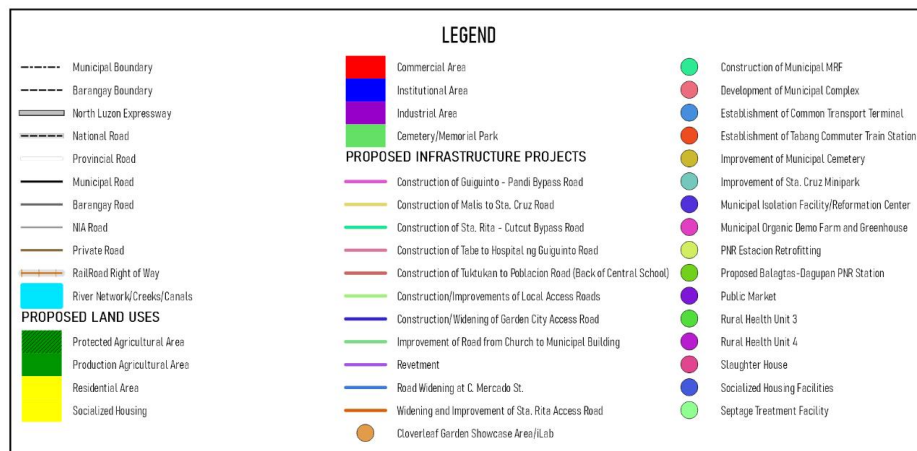 LEGEND
Municipal Boundary
Barangay Boundary
North Luzon Expressway
National Road
Provincial Road
Municipal Road
Barangay Road
NIA Road
Private Road
RailRoad Right of Way
River Network/Creeks/Canals
PROPOSED LAND USES
Protected Agricultural Area
Production Agricultural Area
Residential Area
Socialized Housing
Commercial Area
Institutional Area
Industrial Area
Cemetery/Memorial Park
PROPOSED INFRASTRUCTURE PROJECTS
Construction of Guiguinto - Pandi Bypass Road
Construction of Malis to Sta. Cruz Road
Construction of Sta. Rita - Cutcut Bypass Road
Construction of Tabe to Hospital ng Guiguinto Road
Construction of Tuktukan to Poblacion Road (Back of Central School)
Construction/Improvements of Local Access Roads
Construction/Widening of Garden City Access Road
Improvement of Road from Church to Municipal Building
Revetment
Road Widening at C. Mercado St.
Widening and Improvement of Sta. Rita Access Road
Cloverleaf Garden Showcase Area/iLab
Construction of Municipal MRF
Development of Municipal Complex
Establishment of Common Transport Terminal
Establishment of Tabang Commuter Train Station
Improvement of Municipal Cemetery
Improvement of Sta. Cruz Minipark
Municipal Isolation Facility/Reformation Center
Municipal Organic Demo Farm and Greenhouse
PNR Estacion Retrofitting
Proposed Balagtas-Dagupan PNR Station
Public Market
Rural Health Unit 3
Rural Health Unit 4
Slaughter House
Socialized Housing Facilities
Septage Treatment Facility